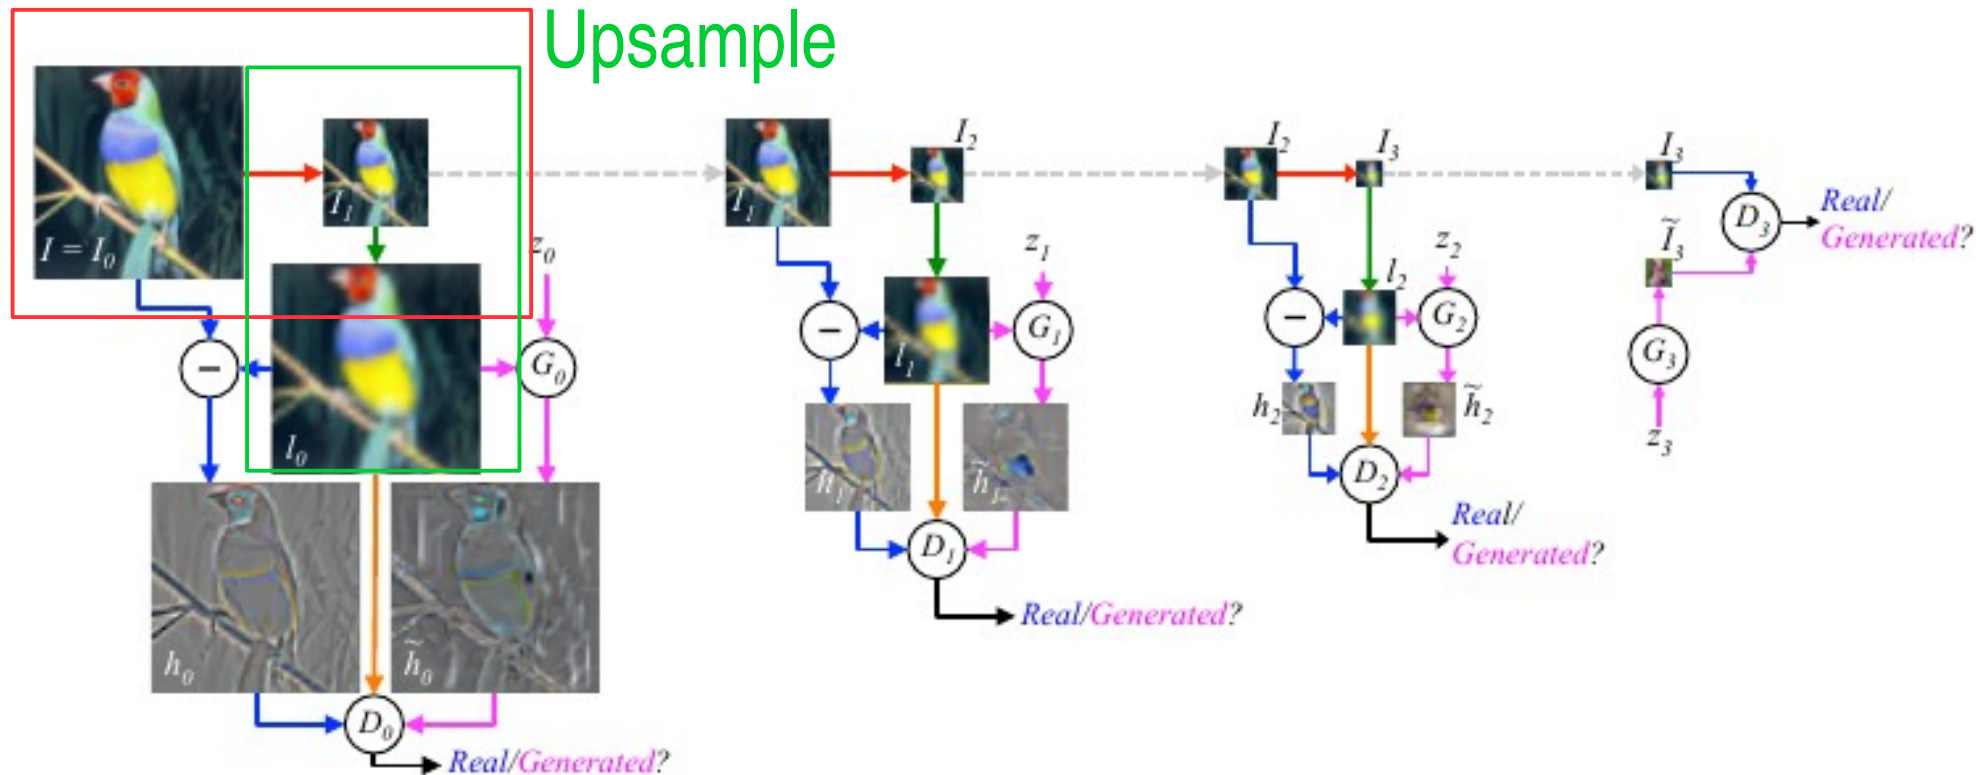 Upsample
I = I₀
I₁
z₀
l₀
G₀
−
h₀
h̃₀
D₀
Real/Generated?
I₁
I₂
z₁
−
l₁
G₁
h₁
h̃₁
D₁
Real/Generated?
I₂
I₃
z₂
l₂
−
G₂
h₂
h̃₂
D₂
Real/
Generated?
I₃
Ĩ₃
D₃
Real/
Generated?
G₃
z₃